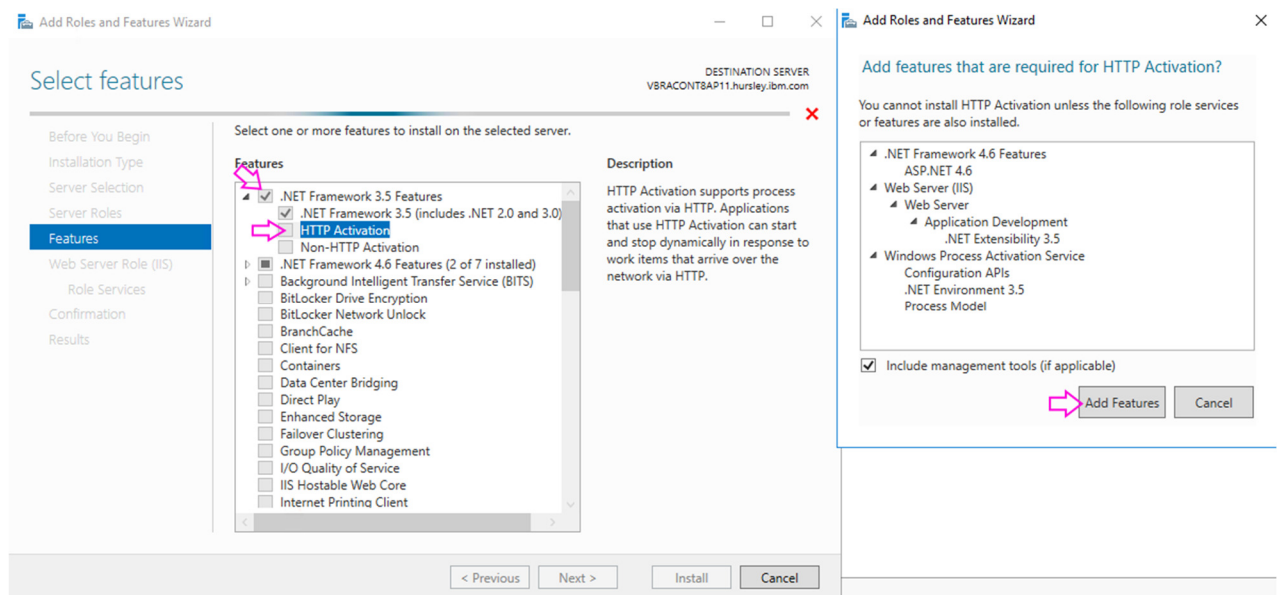 Add Roles and Features Wizard
Select features
DESTINATION SERVER
VBRACONT8AP11.hursley.ibm.com
Before You Begin
Installation Type
Server Selection
Server Roles
Features
Web Server Role (IIS)
Role Services
Confirmation
Results
Select one or more features to install on the selected server.
Features
.NET Framework 3.5 Features
.NET Framework 3.5 (includes .NET 2.0 and 3.0)
HTTP Activation
Non-HTTP Activation
.NET Framework 4.6 Features (2 of 7 installed)
Background Intelligent Transfer Service (BITS)
BitLocker Drive Encryption
BitLocker Network Unlock
BranchCache
Client for NFS
Containers
Data Center Bridging
Direct Play
Enhanced Storage
Failover Clustering
Group Policy Management
I/O Quality of Service
IIS Hostable Web Core
Internet Printing Client
Description
HTTP Activation supports process
activation via HTTP. Applications
that use HTTP Activation can start
and stop dynamically in response to
work items that arrive over the
network via HTTP.
< Previous
Next >
Install
Cancel
Add Roles and Features Wizard
Add features that are required for HTTP Activation?
You cannot install HTTP Activation unless the following role services
or features are also installed.
.NET Framework 4.6 Features
ASP.NET 4.6
Web Server (IIS)
Web Server
Application Development
.NET Extensibility 3.5
Windows Process Activation Service
Configuration APIs
.NET Environment 3.5
Process Model
Include management tools (if applicable)
Add Features
Cancel